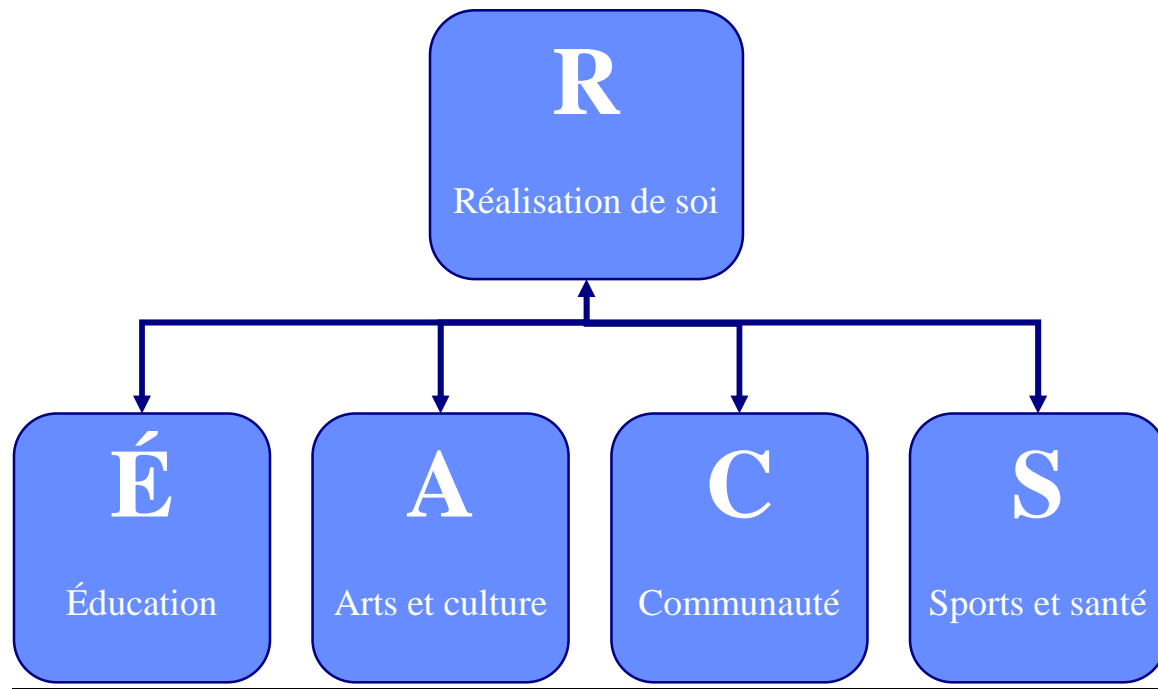 R
Réalisation de soi
É
Éducation
A
Arts et culture
C
Communauté
S
Sports et santé